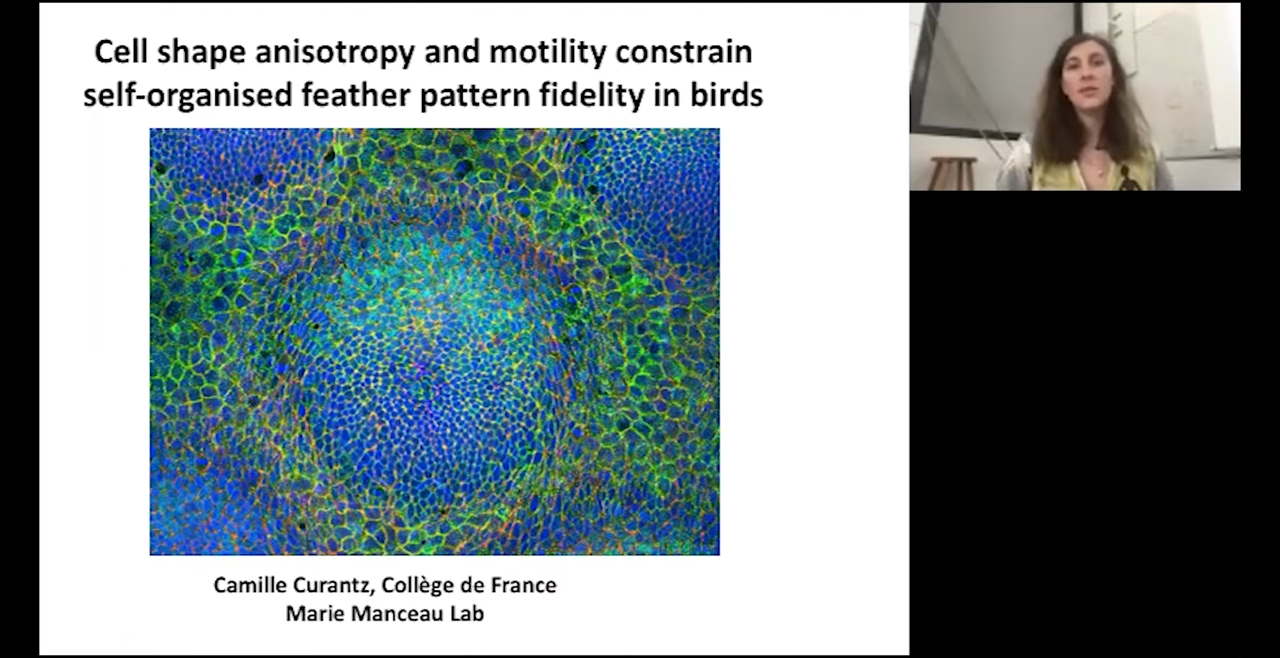 Cell shape anisotropy and motility constrain
self-organised feather pattern fidelity in birds
Camille Curantz, Collège de France
Marie Manceau Lab